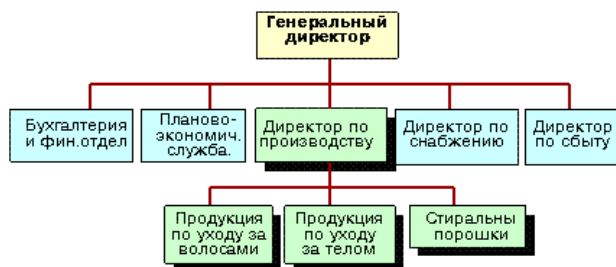 Генеральный
директор
Бухгалтерия
и фин.отдел
Планово-
экономич.
служба.
Директор по
производству
Директор по
снабжению
Директор
по сбыту
Продукция
по уходу за
волосами
Продукция
по уходу
за телом
Стиральны
порошки